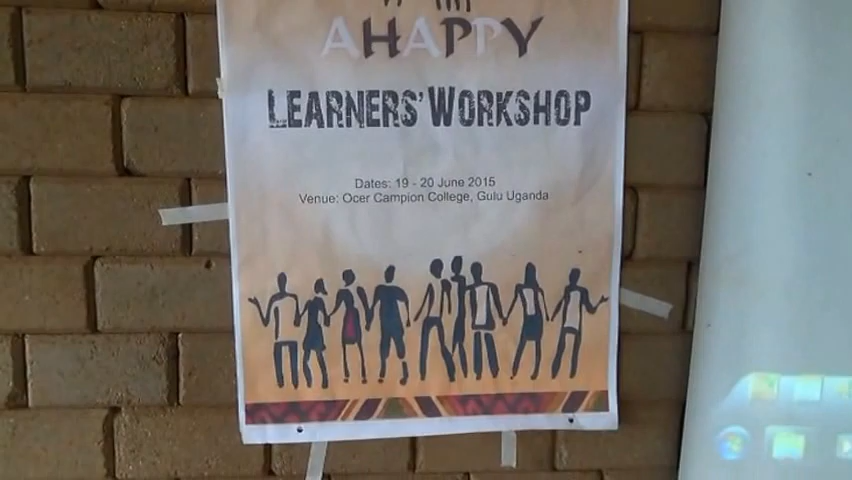 AHAPPY
LEARNERS' WORKSHOP
Dates: 19 - 20 June 2015
Venue: Ocer Campion College, Gulu Uganda